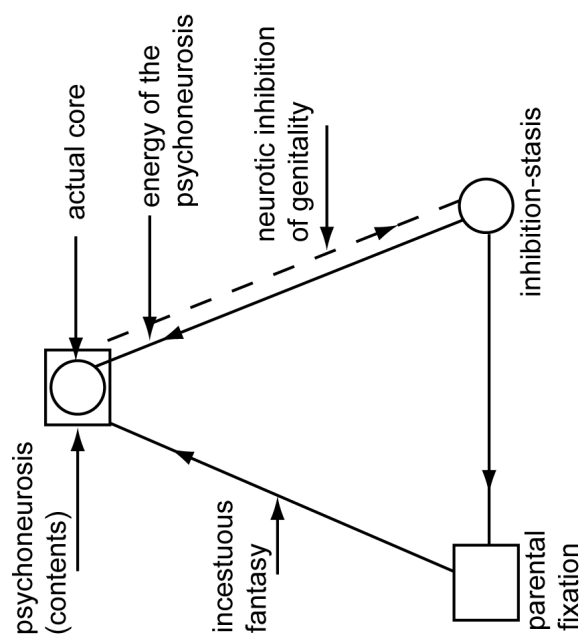 psychoneurosis
(contents)
actual core
energy of the
psychoneurosis
incestuous
fantasy
neurotic inhibition
of genitality
parental
fixation
inhibition-stasis